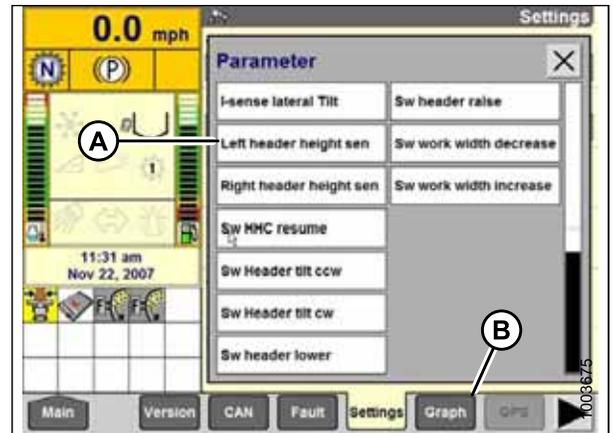 0.0 mph
Settings
N
(P)
Parameter
I-sense lateral Tilt
Sw header raise
A
Left header height sen
Sw work width decrease
1
Right header height sen
Sw work width increase
Sw HHC resume
11:31 am
Nov 22, 2007
Sw Header tilt ccw
F
F
Sw Header tilt cw
B
Sw header lower
Main
Version
CAN
Fault
Settings
Graph
GPS
1003675